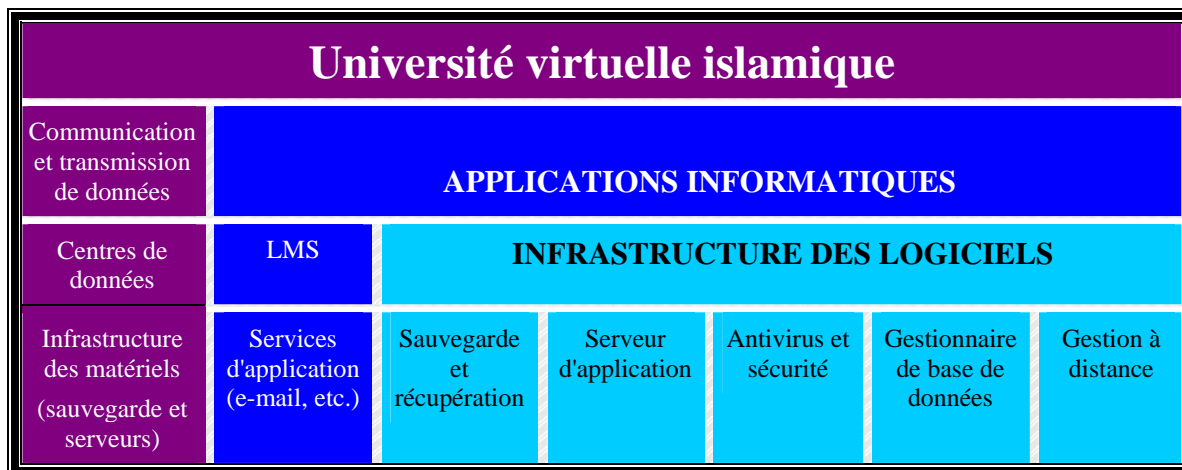 Université virtuelle islamique
Communication
et transmission
de données
APPLICATIONS INFORMATIQUES
Centres de
données
LMS
INFRASTRUCTURE DES LOGICIELS
Infrastructure
des matériels
(sauvegarde et
serveurs)
Services
d'application
(e-mail, etc.)
Sauvegarde
et
récupération
Serveur
d'application
Antivirus et
sécurité
Gestionnaire
de base de
données
Gestion à
distance